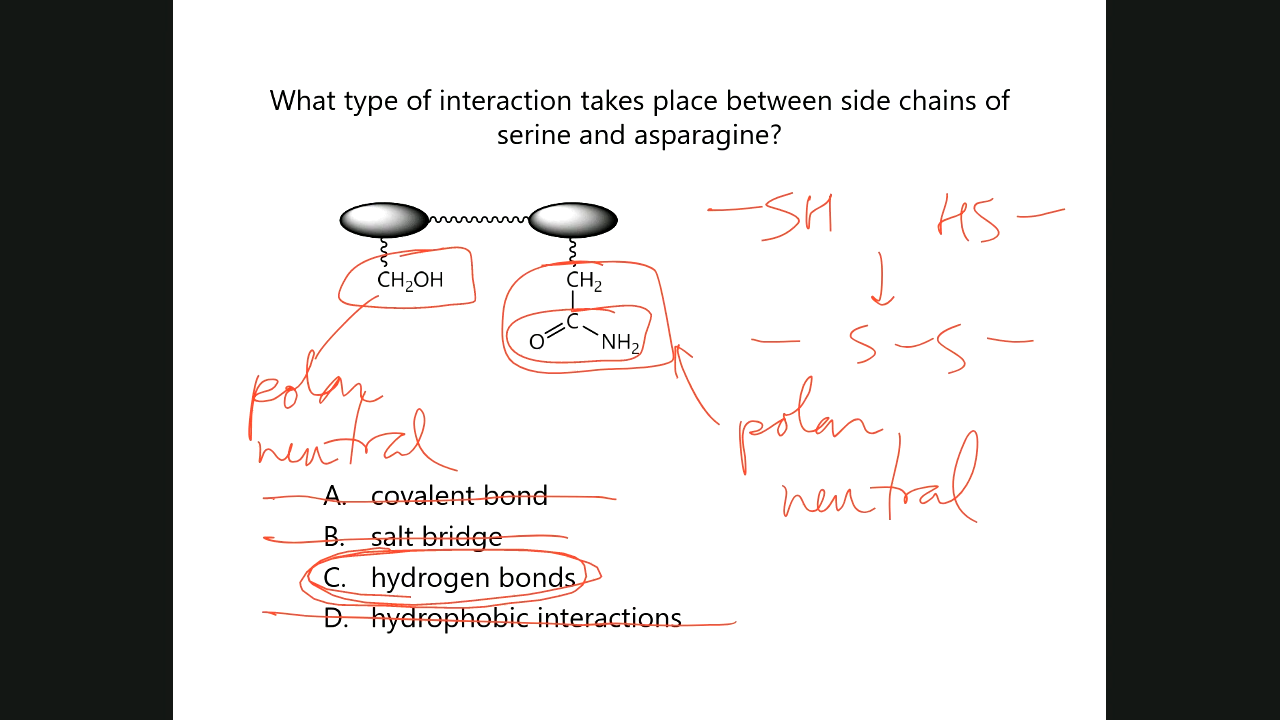 What type of interaction takes place between side chains of
serine and asparagine?
—SH HS—
CH₂OH
CH₂
C
O NH₂
— S—S—
polar
neutral
polar
neutral
A. covalent bond
B. salt bridge
C. hydrogen bonds
D. hydrophobic interactions